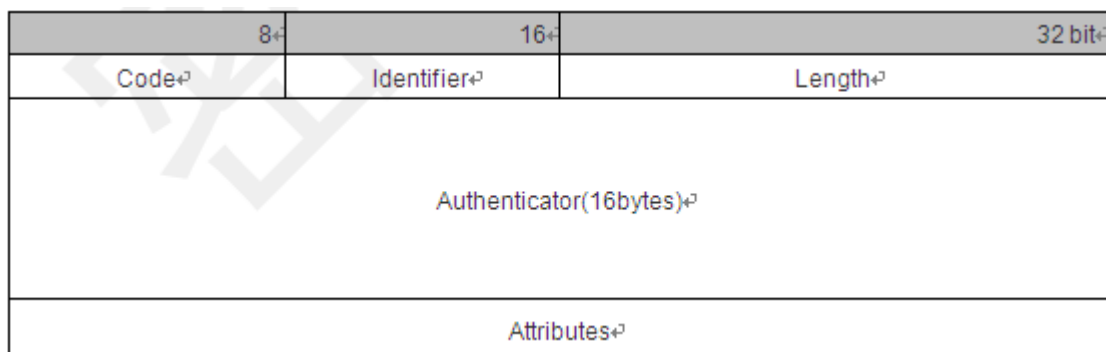 8 16 32 bit
Code Identifier Length
Authenticator(16bytes)
Attributes